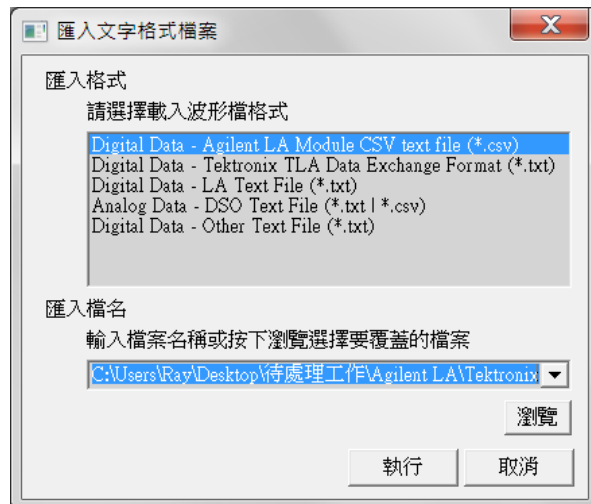 匯入文字格式檔案
匯入格式
請選擇載入波形檔格式
Digital Data - Agilent LA Module CSV text file (*.csv)
Digital Data - Tektronix TLA Data Exchange Format (*.txt)
Digital Data - LA Text File (*.txt)
Analog Data - DSO Text File (*.txt | *.csv)
Digital Data - Other Text File (*.txt)
匯入檔名
輸入檔案名稱或按下瀏覽選擇要覆蓋的檔案
C:\Users\Ray\Desktop\待處理工作\Agilent LA\Tektronix
瀏覽
執行 取消